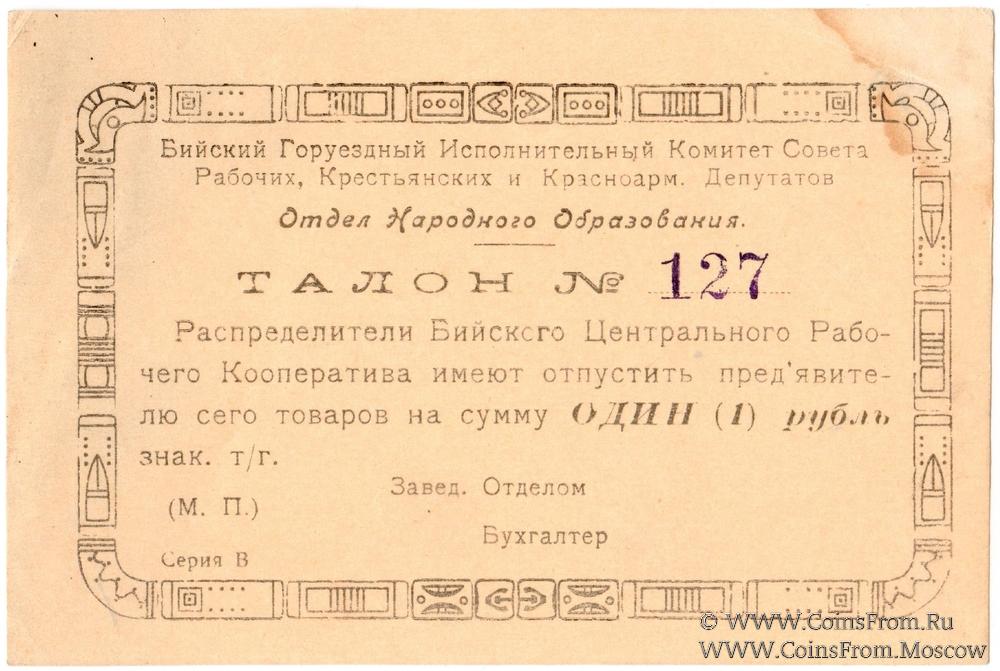 Бийский Горуездный Исполнительный Комитет Совета
Рабочих, Крестьянских и Красноарм. Депутатов
Отдел Народного Образования.
ТАЛОН № 127
Распределители Бийсксго Центрального Рабо-
чего Кооператива имеют отпустить пред'явите-
лю сего товаров на сумму ОДИН (1) рубль
знак. т/г.
Завед. Отделом
(М. П.)
Бухгалтер
Серия В
© WWW.CoinsFrom.Ru
WWW.CoinsFrom.Moscow